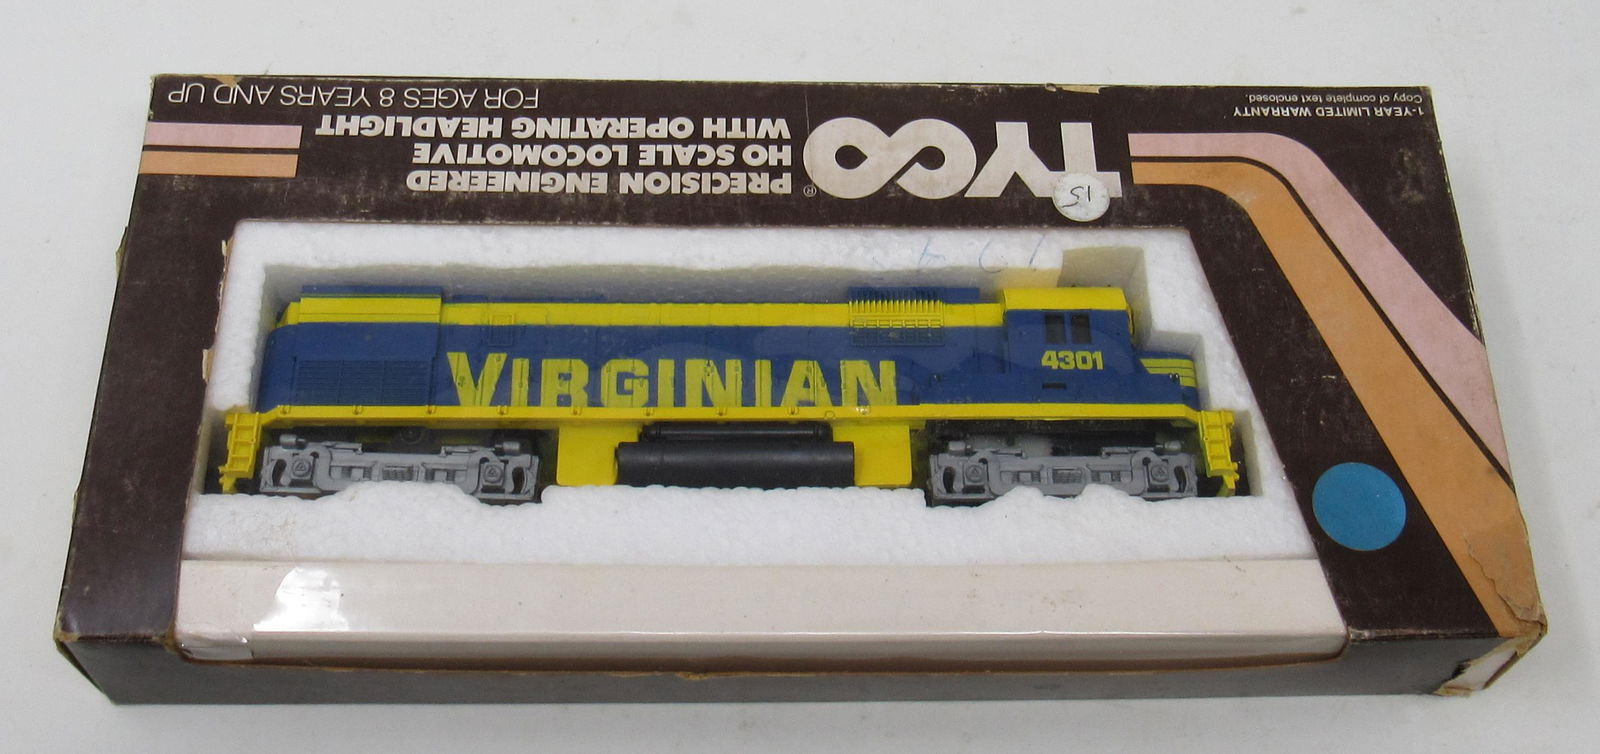 FOR AGES 8 YEARS AND UP
1-YEAR LIMITED WARRANTY
Copy of complete text enclosed.
TYCO®
PRECISION ENGINEERED
HO SCALE LOCOMOTIVE
WITH OPERATING HEADLIGHT
15
VIRGINIAN
4301